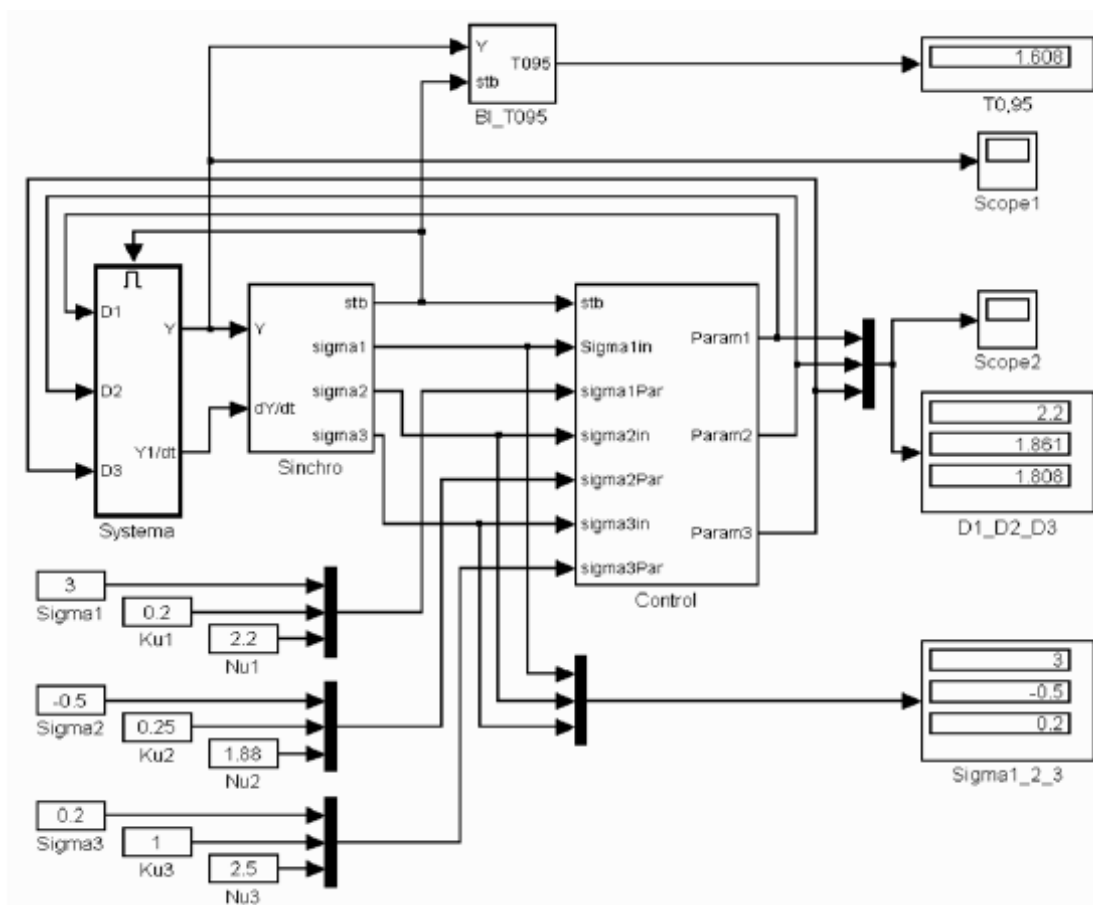 Y
T095
stb
BI_T095
1.608
T0,95
Scope1
D1
Y
D2
Y1/dt
D3
Systema
stb
Y
sigma1
sigma2
dY/dt
sigma3
Sinchro
stb
Param1
Sigma1in
sigma1Par
sigma2in
Param2
sigma2Par
sigma3in
Param3
sigma3Par
Control
Scope2
2.2
1.861
1.808
D1_D2_D3
3
Sigma1
0.2
Ku1
2.2
Nu1
-0.5
Sigma2
0.25
Ku2
1.88
Nu2
0.2
Sigma3
1
Ku3
2.5
Nu3
3
-0.5
0.2
Sigma1_2_3